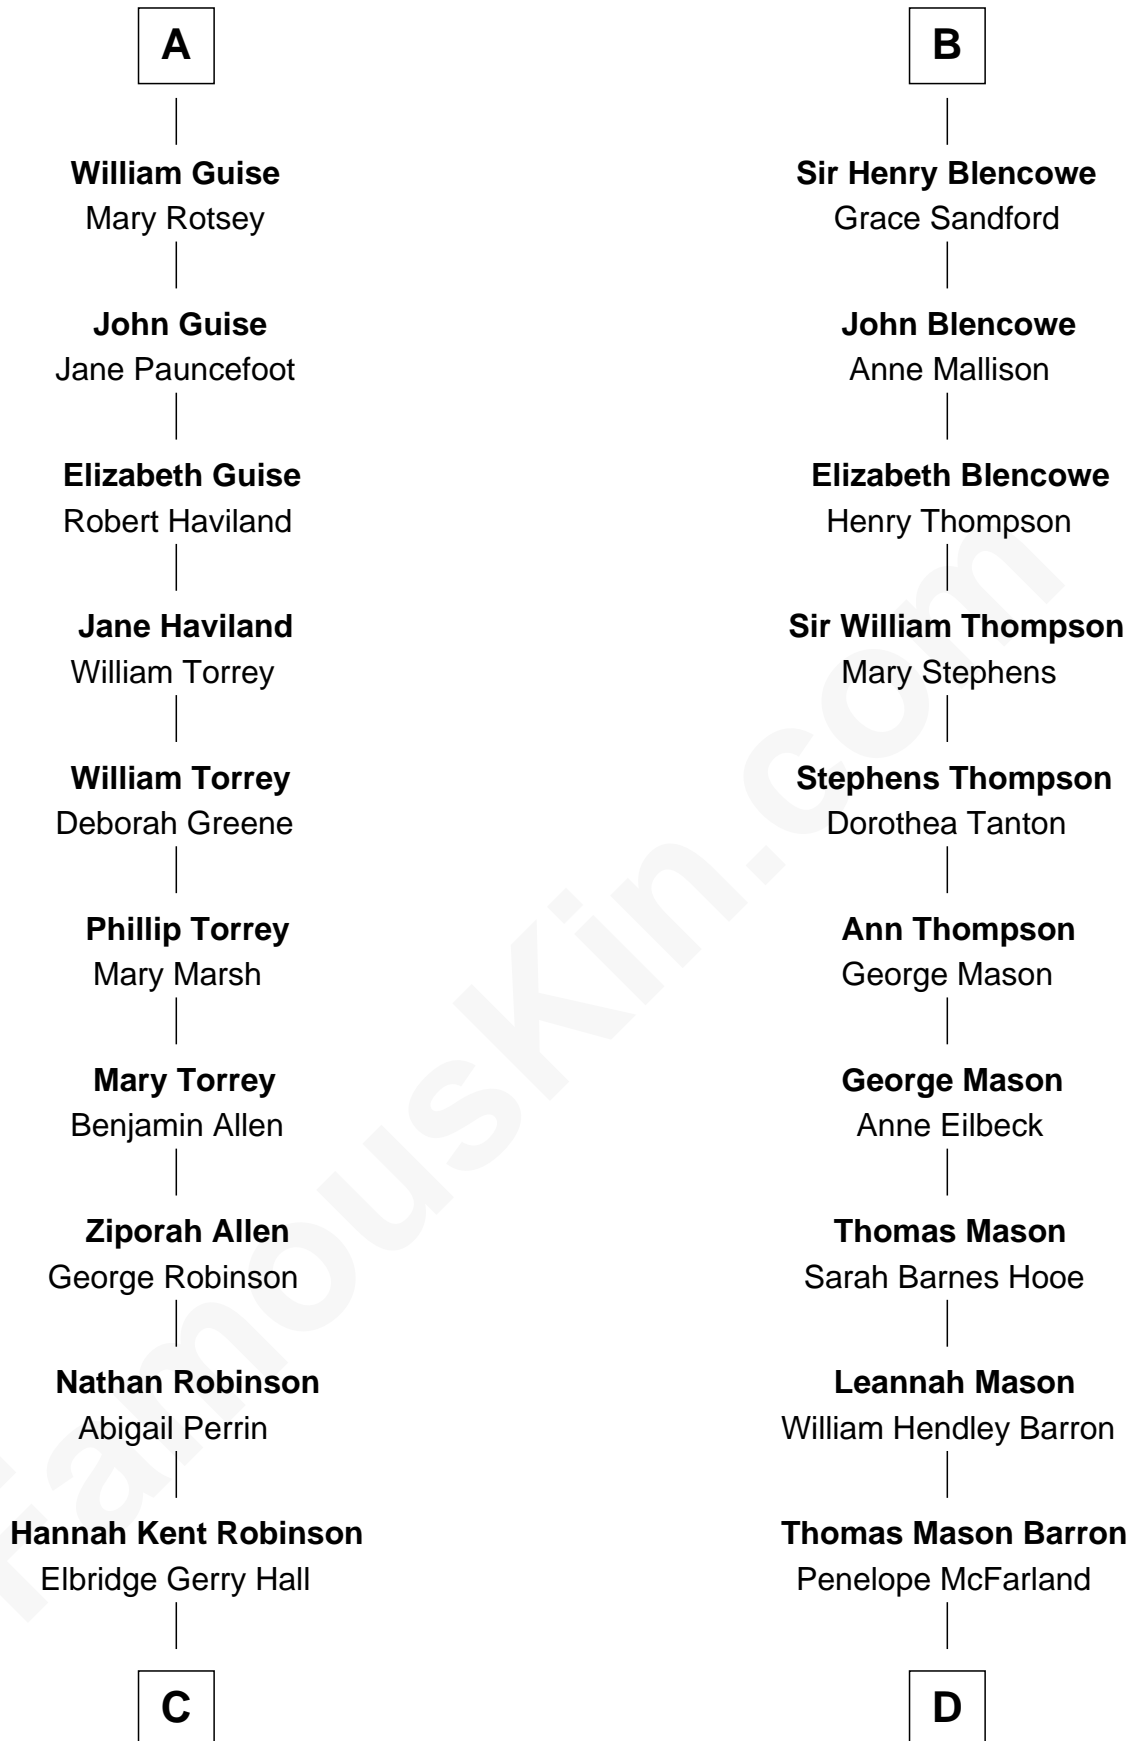 A
William Guise
Mary Rotsey
John Guise
Jane Pauncefoot
Elizabeth Guise
Robert Haviland
Jane Haviland
William Torrey
William Torrey
Deborah Greene
Phillip Torrey
Mary Marsh
Mary Torrey
Benjamin Allen
Ziporah Allen
George Robinson
Nathan Robinson
Abigail Perrin
Hannah Kent Robinson
Elbridge Gerry Hall
C
B
Sir Henry Blencowe
Grace Sandford
John Blencowe
Anne Mallison
Elizabeth Blencowe
Henry Thompson
Sir William Thompson
Mary Stephens
Stephens Thompson
Dorothea Tanton
Ann Thompson
George Mason
George Mason
Anne Eilbeck
Thomas Mason
Sarah Barnes Hooe
Leannah Mason
William Hendley Barron
Thomas Mason Barron
Penelope McFarland
D
FamousKin.com